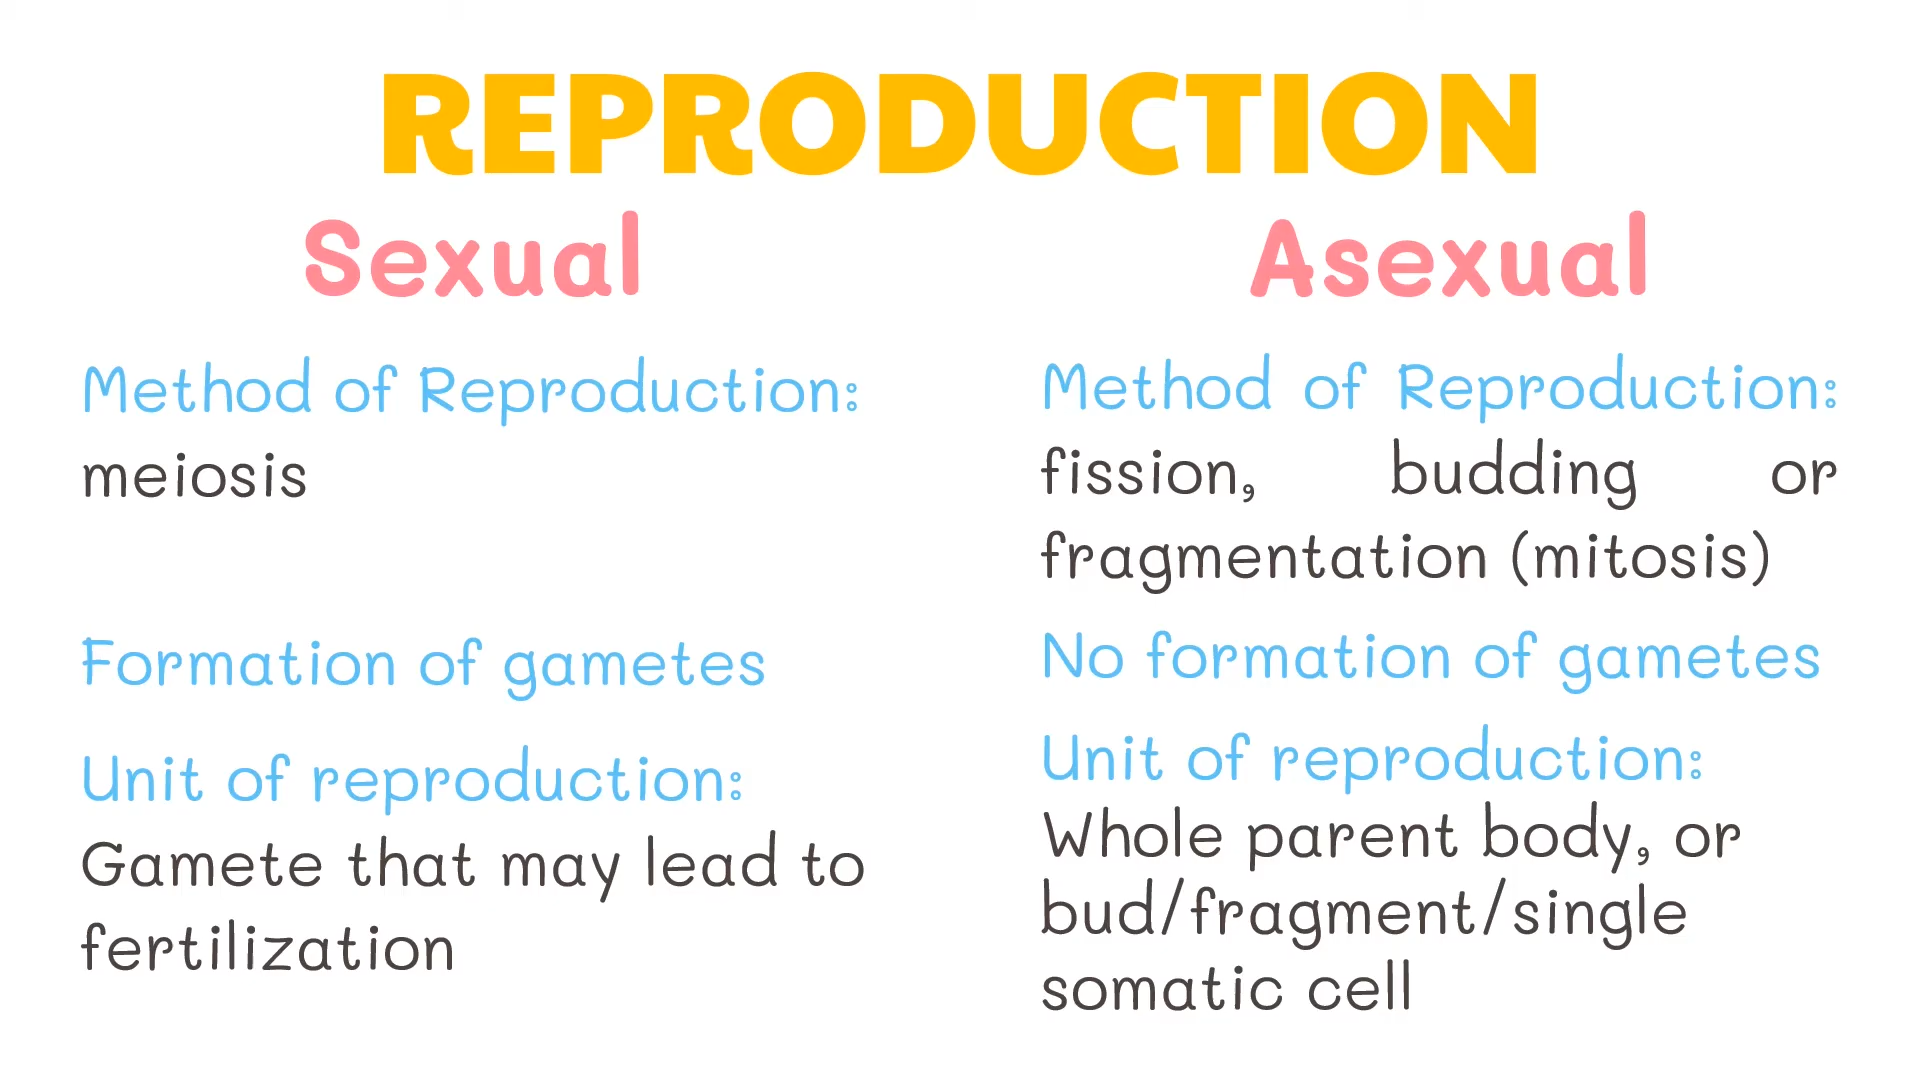 REPRODUCTION
Sexual
Method of Reproduction:
meiosis
Formation of gametes
Unit of reproduction:
Gamete that may lead to
fertilization
Asexual
Method of Reproduction:
fission, budding or
fragmentation (mitosis)
No formation of gametes
Unit of reproduction:
Whole parent body, or
bud/fragment/single
somatic cell